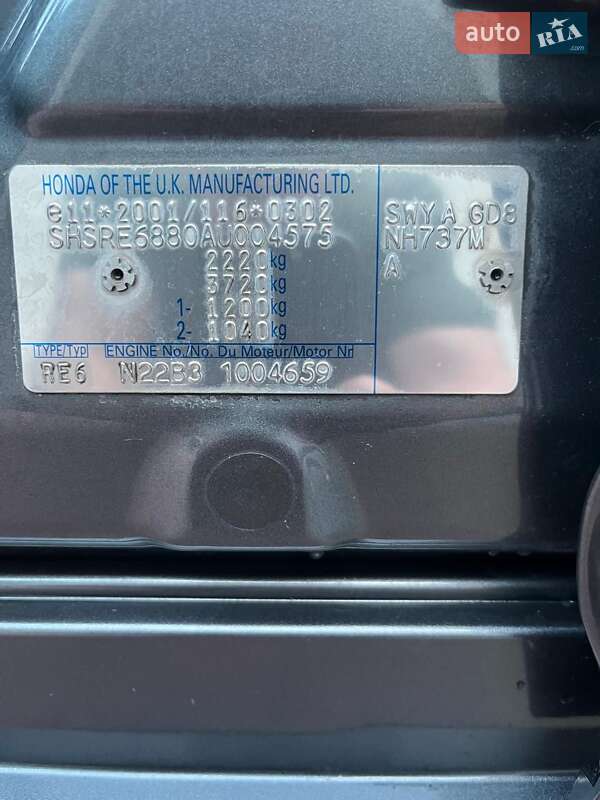 auto RIA.com
HONDA OF THE U.K. MANUFACTURING LTD.
e11*2001/116*0302
SHSRE6880AU004575
2220kg
3720kg
1- 1200kg
2- 1040kg
SWYA GD8
NH737M
A
TYPE/Typ ENGINE No./No. Du Moteur/Motor Nr
RE6 N22B3 1004659